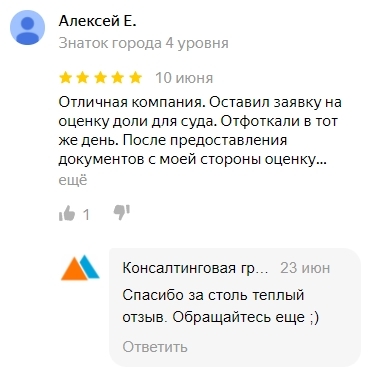 Алексей Е.
Знаток города 4 уровня
10 июня
Отличная компания. Оставил заявку на
оценку доли для суда. Отфоткали в тот
же день. После предоставления
документов с моей стороны оценку...
ещё
1
Консалтинговая гр... 23 июн
Спасибо за столь теплый
отзыв. Обращайтесь еще ;)
Ответить